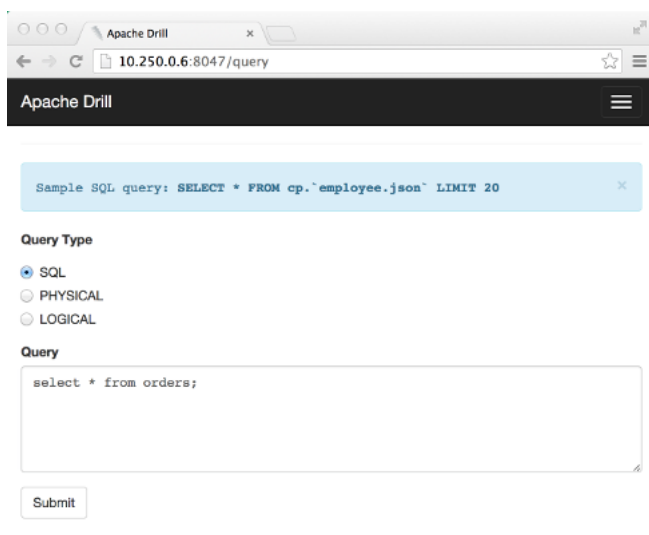 Apache Drill
10.250.0.6:8047/query
Apache Drill
Sample SQL query: SELECT * FROM cp.`employee.json` LIMIT 20
Query Type
SQL
PHYSICAL
LOGICAL
Query
select * from orders;
Submit